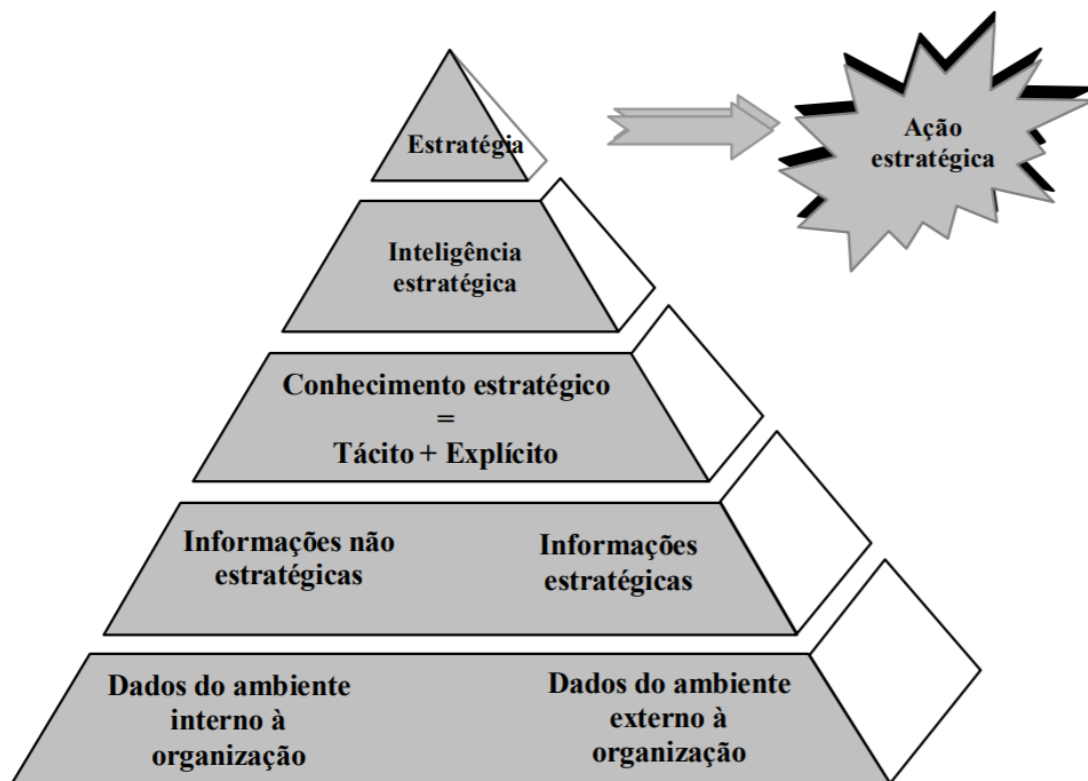 Estratégia
Ação
estratégica
Inteligência
estratégica
Conhecimento estratégico
=
Tácito + Explícito
Informações não
estratégicas
Informações
estratégicas
Dados do ambiente
interno à
organização
Dados do ambiente
externo à
organização